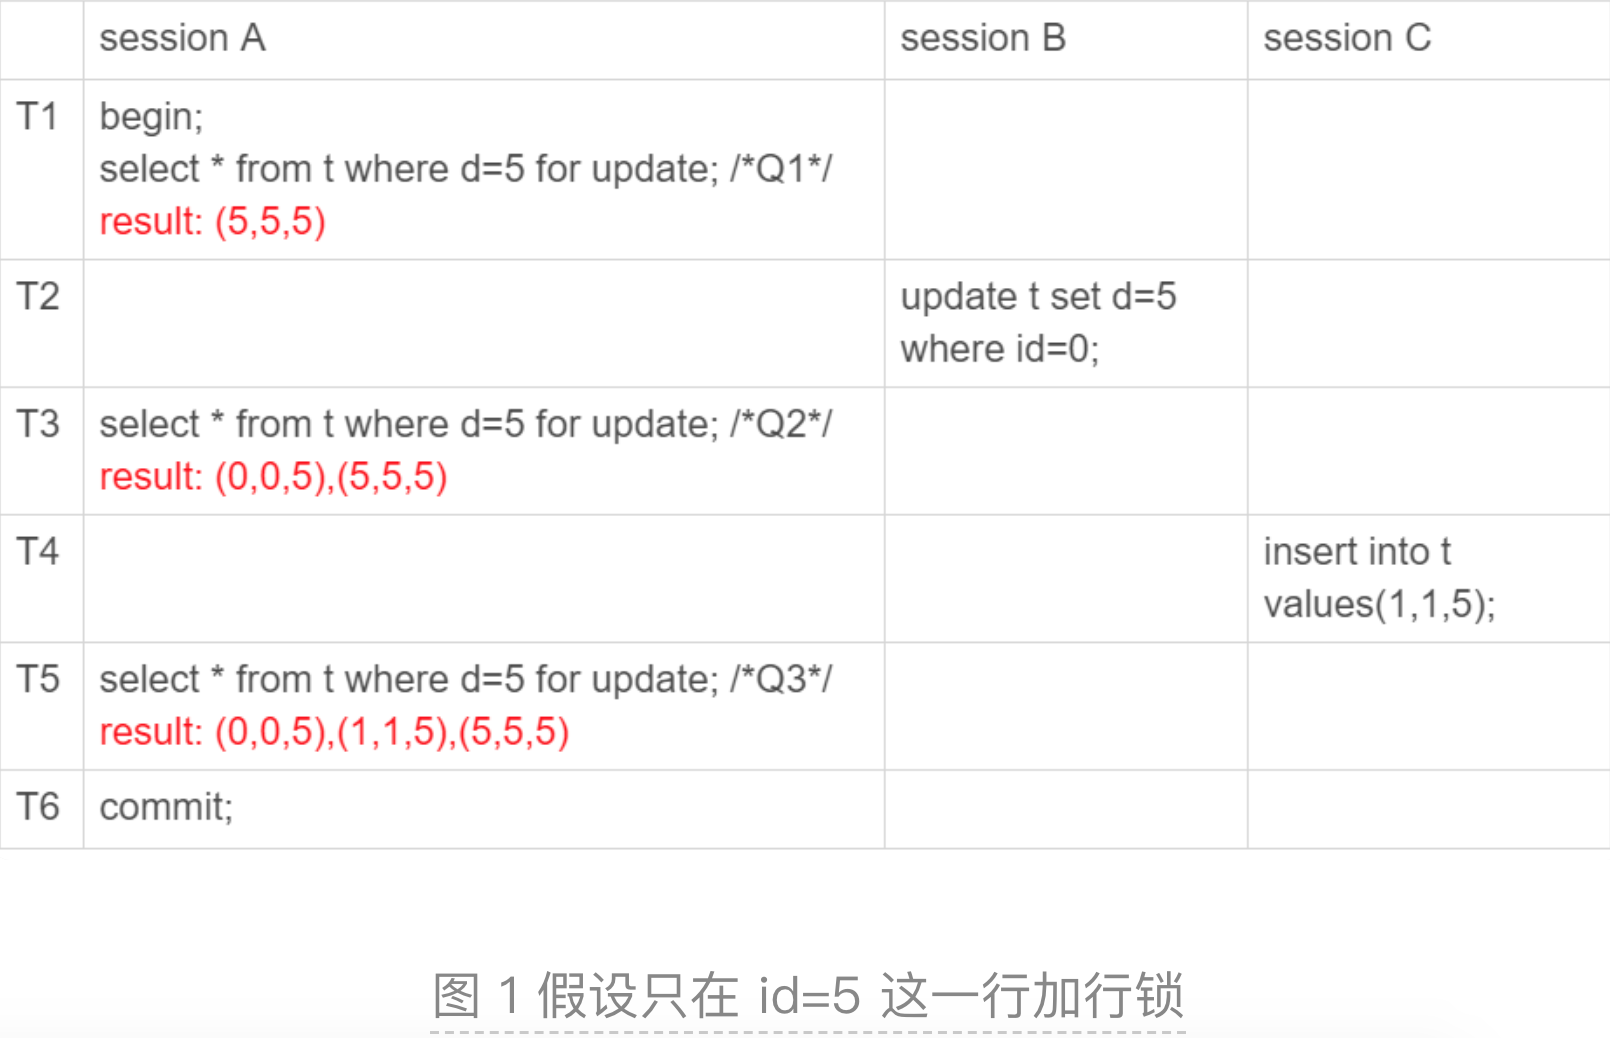 session A
session B
session C
T1
begin;
select * from t where d=5 for update; /*Q1*/
result: (5,5,5)
T2
update t set d=5
where id=0;
T3
select * from t where d=5 for update; /*Q2*/
result: (0,0,5),(5,5,5)
T4
insert into t
values(1,1,5);
T5
select * from t where d=5 for update; /*Q3*/
result: (0,0,5),(1,1,5),(5,5,5)
T6
commit;
图 1 假设只在 id=5 这一行加行锁